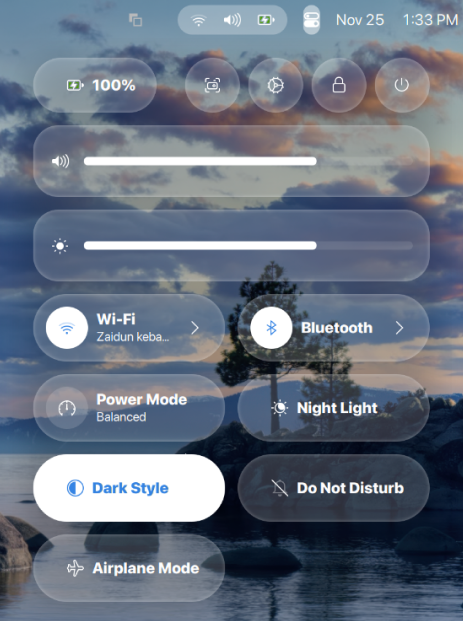 Nov 25 1:33 PM
100%
Wi-Fi
Zaidun keba...
Bluetooth
Power Mode
Balanced
Night Light
Dark Style
Do Not Disturb
Airplane Mode